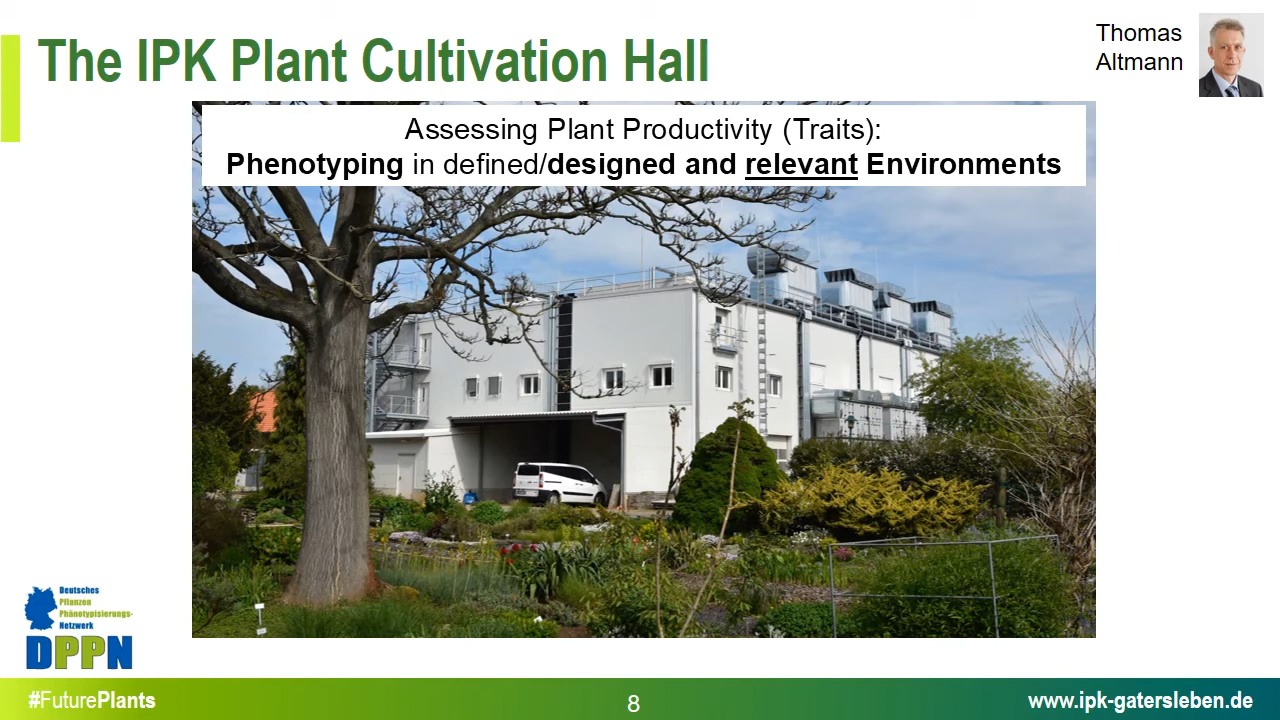 The IPK Plant Cultivation Hall
Thomas
Altmann
Assessing Plant Productivity (Traits):
Phenotyping in defined/designed and relevant Environments
Deutsches
Pflanzen
Phänotypisierungs-
Netzwerk
DPPN
#FuturePlants
8
www.ipk-gatersleben.de